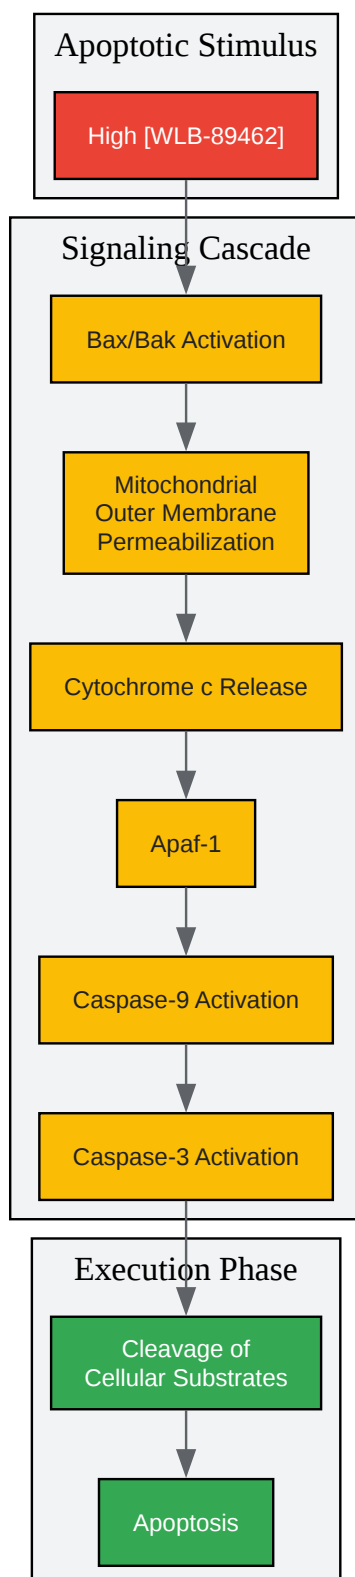 Apoptotic Stimulus
High [WLB-89462]
Signaling Cascade
Bax/Bak Activation
Mitochondrial
Outer Membrane
Permeabilization
Cytochrome c Release
Apaf-1
Caspase-9 Activation
Caspase-3 Activation
Execution Phase
Cleavage of
Cellular Substrates
Apoptosis